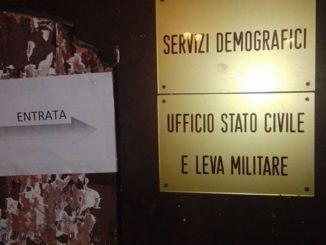 SERVIZI DEMOGRAFICI
UFFICIO STATO CIVILE
E LEVA MILITARE
ENTRATA